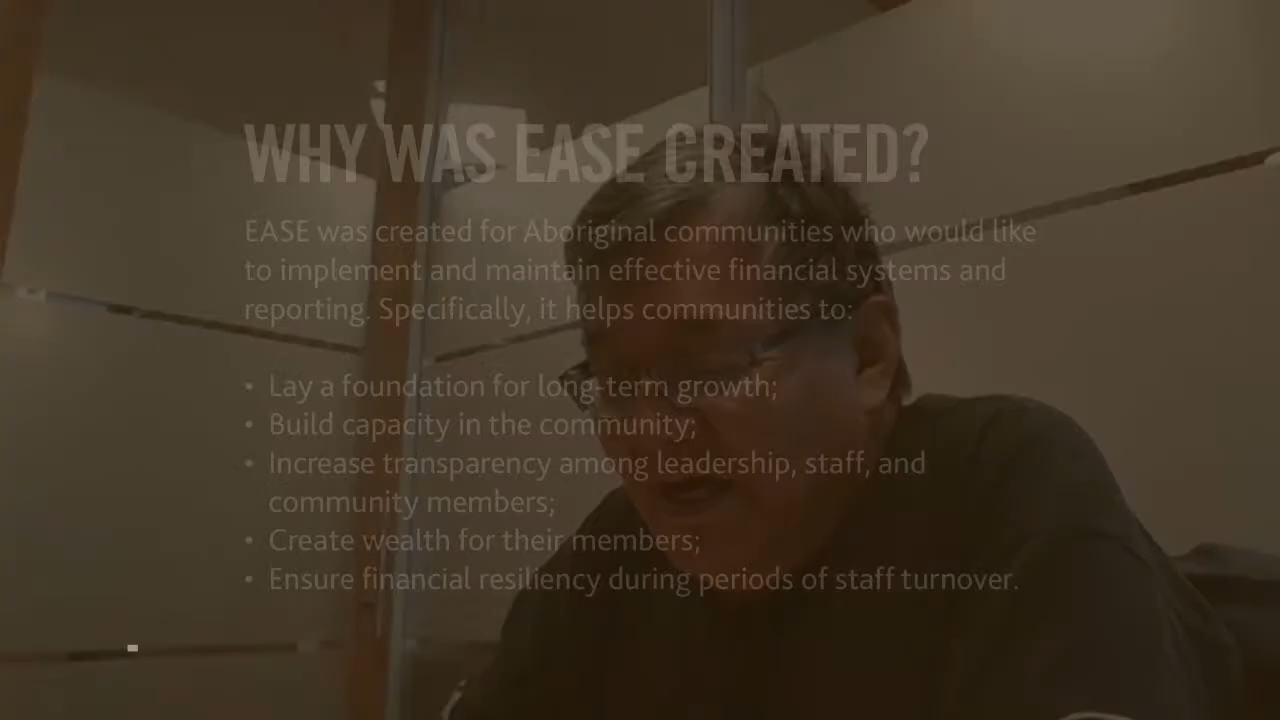 WHY WAS EASE CREATED?
EASE was created for Aboriginal communities who would like
to implement and maintain effective financial systems and
reporting. Specifically, it helps communities to:
• Lay a foundation for long-term growth;
• Build capacity in the community;
• Increase transparency among leadership, staff, and
community members;
• Create wealth for their members;
• Ensure financial resiliency during periods of staff turnover.